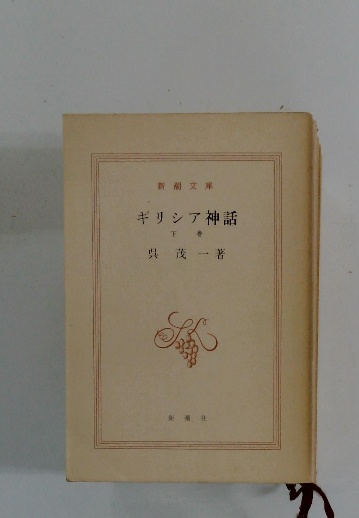 新潮文庫
ギリシア神話
下巻
呉茂一著
新潮社